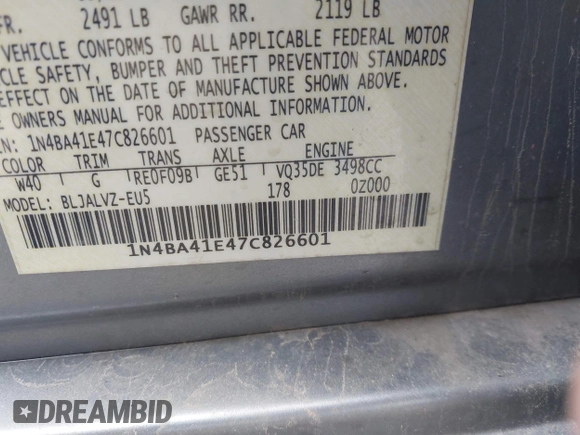 FR. 2491 LB GAWR RR. 2119 LB
VEHICLE CONFORMS TO ALL APPLICABLE FEDERAL MOTOR
CLE SAFETY, BUMPER AND THEFT PREVENTION STANDARDS
EFFECT ON THE DATE OF MANUFACTURE SHOWN ABOVE.
E OWNERS MANUAL FOR ADDITIONAL INFORMATION.
N: 1N4BA41E47C826601 PASSENGER CAR
COLOR TRIM TRANS AXLE ENGINE
W40 G RE0F09B GE51 VQ35DE 3498CC
MODEL: BLJALVZ-EU5 178 0Z000
1N4BA41E47C826601
DREAMBID